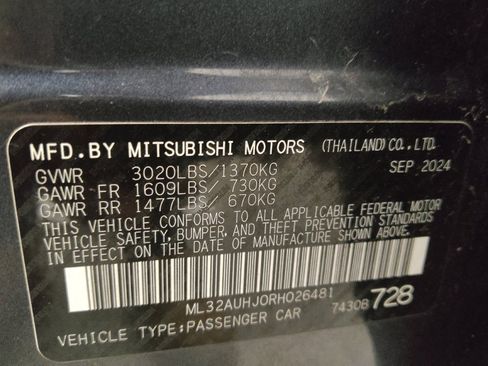 MFD.BY MITSUBISHI MOTORS (THAILAND)CO.,LTD.
GVWR 3020LBS/1370KG SEP 2024
GAWR FR 1609LBS/ 730KG
GAWR RR 1477LBS/ 670KG
THIS VEHICLE CONFORMS TO ALL APPLICABLE FEDERAL MOTOR
VEHICLE SAFETY, BUMPER, AND THEFT PREVENTION STANDARDS
IN EFFECT ON THE DATE OF MANUFACTURE SHOWN ABOVE.
ML32AUHJ0RH026481
VEHICLE TYPE:PASSENGER CAR 7430B 728